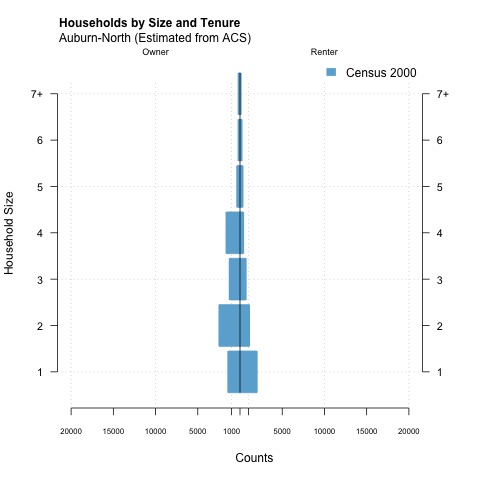 Households by Size and Tenure
Auburn-North (Estimated from ACS)
Owner Renter
Census 2000
7+ 7+
6 6
5 5
4 4
3 3
2 2
1 1
Household Size
20000 15000 10000 5000 1000 5000 10000 15000 20000
Counts